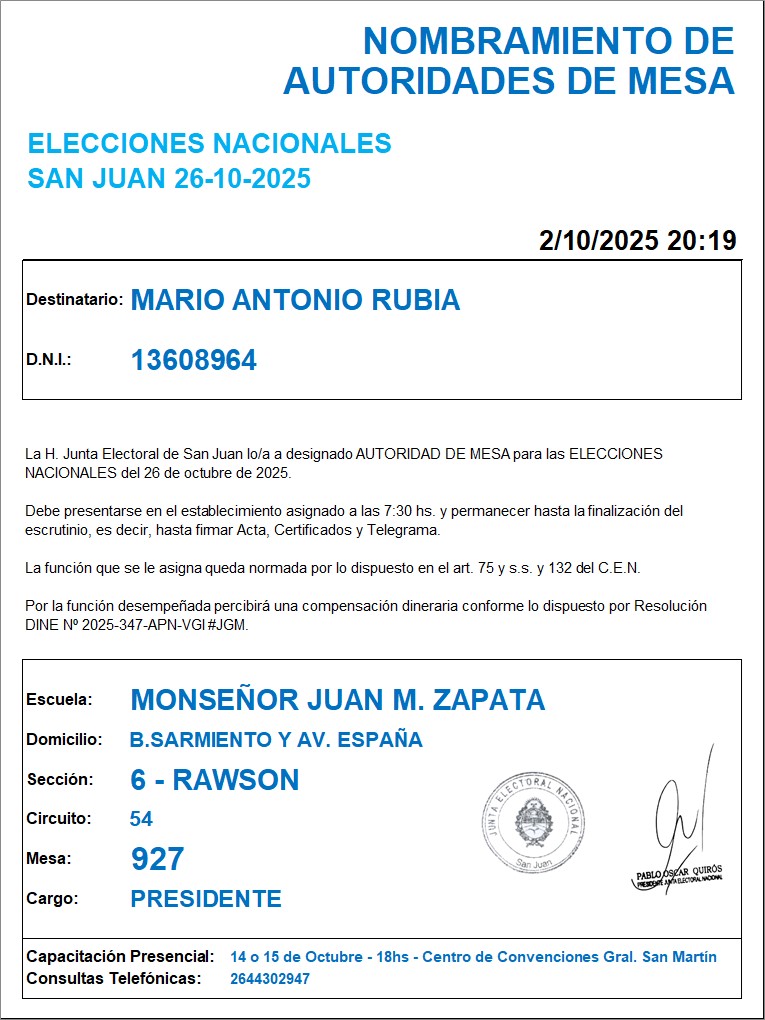 NOMBRAMIENTO DE
AUTORIDADES DE MESA
ELECCIONES NACIONALES
SAN JUAN 26-10-2025
2/10/2025 20:19
Destinatario: MARIO ANTONIO RUBIA
D.N.I.: 13608964
La H. Junta Electoral de San Juan lo/a a designado AUTORIDAD DE MESA para las ELECCIONES
NACIONALES del 26 de octubre de 2025.
Debe presentarse en el establecimiento asignado a las 7:30 hs. y permanecer hasta la finalización del
escrutinio, es decir, hasta firmar Acta, Certificados y Telegrama.
La función que se le asigna queda normada por lo dispuesto en el art. 75 y s.s. y 132 del C.E.N.
Por la función desempeñada percibirá una compensación dineraria conforme lo dispuesto por Resolución
DINE Nº 2025-347-APN-VGI#JGM.
Escuela: MONSEÑOR JUAN M. ZAPATA
Domicilio: B.SARMIENTO Y AV. ESPAÑA
Sección: 6 - RAWSON
Circuito: 54
Mesa: 927
Cargo: PRESIDENTE
JUNTA ELECTORAL NACIONAL
San Juan
PABLO OSCAR QUIRÓS
PRESIDENTE JUNTA ELECTORAL NACIONAL
Capacitación Presencial: 14 o 15 de Octubre - 18hs - Centro de Convenciones Gral. San Martín
Consultas Telefónicas: 2644302947